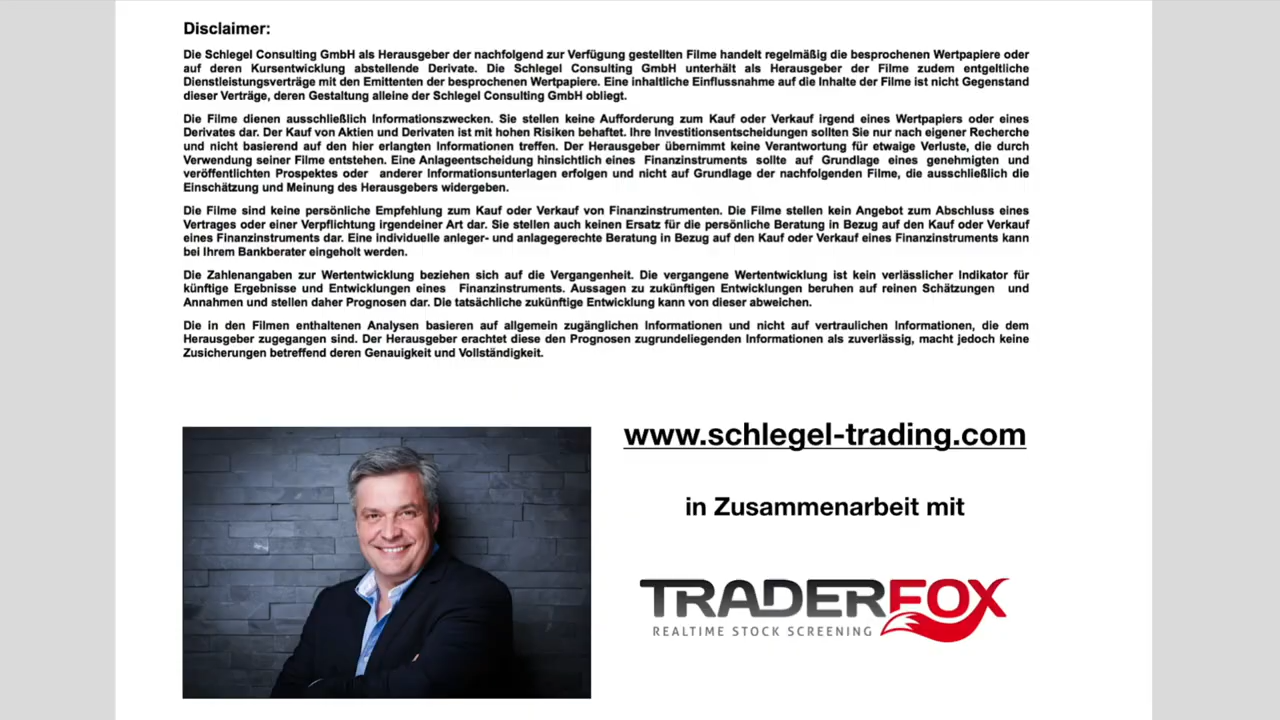 Disclaimer:
Die Schlegel Consulting GmbH als Herausgeber der nachfolgend zur Verfügung gestellten Filme handelt regelmäßig die besprochenen Wertpapiere oder
auf deren Kursentwicklung abstellende Derivate. Die Schlegel Consulting GmbH unterhält als Herausgeber der Filme zudem entgeltliche
Dienstleistungsverträge mit den Emittenten der besprochenen Wertpapiere. Eine inhaltliche Einflussnahme auf die Inhalte der Filme ist nicht Gegenstand
dieser Verträge, deren Gestaltung alleine der Schlegel Consulting GmbH obliegt.
Die Filme dienen ausschließlich Informationszwecken. Sie stellen keine Aufforderung zum Kauf oder Verkauf irgend eines Wertpapiers oder eines
Derivates dar. Der Kauf von Aktien und Derivaten ist mit hohen Risiken behaftet. Ihre Investitionsentscheidungen sollten Sie nur nach eigener Recherche
und nicht basierend auf den hier erlangten Informationen treffen. Der Herausgeber übernimmt keine Verantwortung für etwaige Verluste, die durch
Verwendung seiner Filme entstehen. Eine Anlageentscheidung hinsichtlich eines Finanzinstruments sollte auf Grundlage eines genehmigten und
veröffentlichten Prospektes oder anderer Informationsunterlagen erfolgen und nicht auf Grundlage der nachfolgenden Filme, die ausschließlich die
Einschätzung und Meinung des Herausgebers widergeben.
Die Filme sind keine persönliche Empfehlung zum Kauf oder Verkauf von Finanzinstrumenten. Die Filme stellen kein Angebot zum Abschluss eines
Vertrages oder einer Verpflichtung irgendeiner Art dar. Sie stellen auch keinen Ersatz für die persönliche Beratung in Bezug auf den Kauf oder Verkauf
eines Finanzinstruments dar. Eine individuelle anleger- und anlagegerechte Beratung in Bezug auf den Kauf oder Verkauf eines Finanzinstruments kann
bei Ihrem Bankberater eingeholt werden.
Die Zahlenangaben zur Wertentwicklung beziehen sich auf die Vergangenheit. Die vergangene Wertentwicklung ist kein verlässlicher Indikator für
künftige Ergebnisse und Entwicklungen eines Finanzinstruments. Aussagen zu zukünftigen Entwicklungen beruhen auf reinen Schätzungen und
Annahmen und stellen daher Prognosen dar. Die tatsächliche zukünftige Entwicklung kann von dieser abweichen.
Die in den Filmen enthaltenen Analysen basieren auf allgemein zugänglichen Informationen und nicht auf vertraulichen Informationen, die dem
Herausgeber zugegangen sind. Der Herausgeber erachtet diese den Prognosen zugrundeliegenden Informationen als zuverlässig, macht jedoch keine
Zusicherungen betreffend deren Genauigkeit und Vollständigkeit.
www.schlegel-trading.com
in Zusammenarbeit mit
TRADERFOX
REALTIME STOCK SCREENING